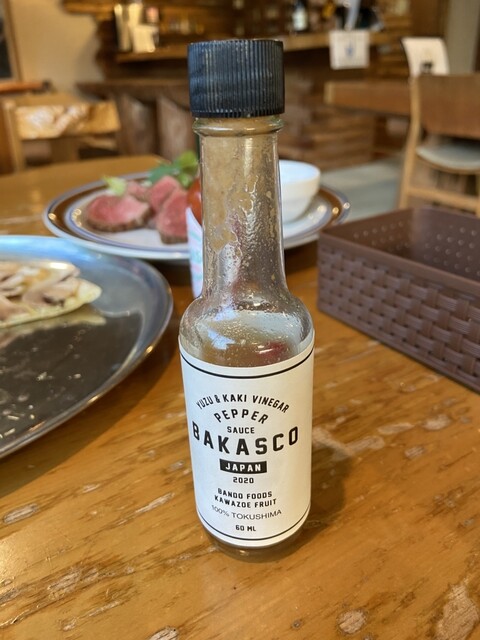 YUZU & KAKI VINEGAR
PEPPER
SAUCE
BAKASCO
JAPAN
2020
BANDO FOODS
KAWAZOE FRUIT
100% TOKUSHIMA
60 ML